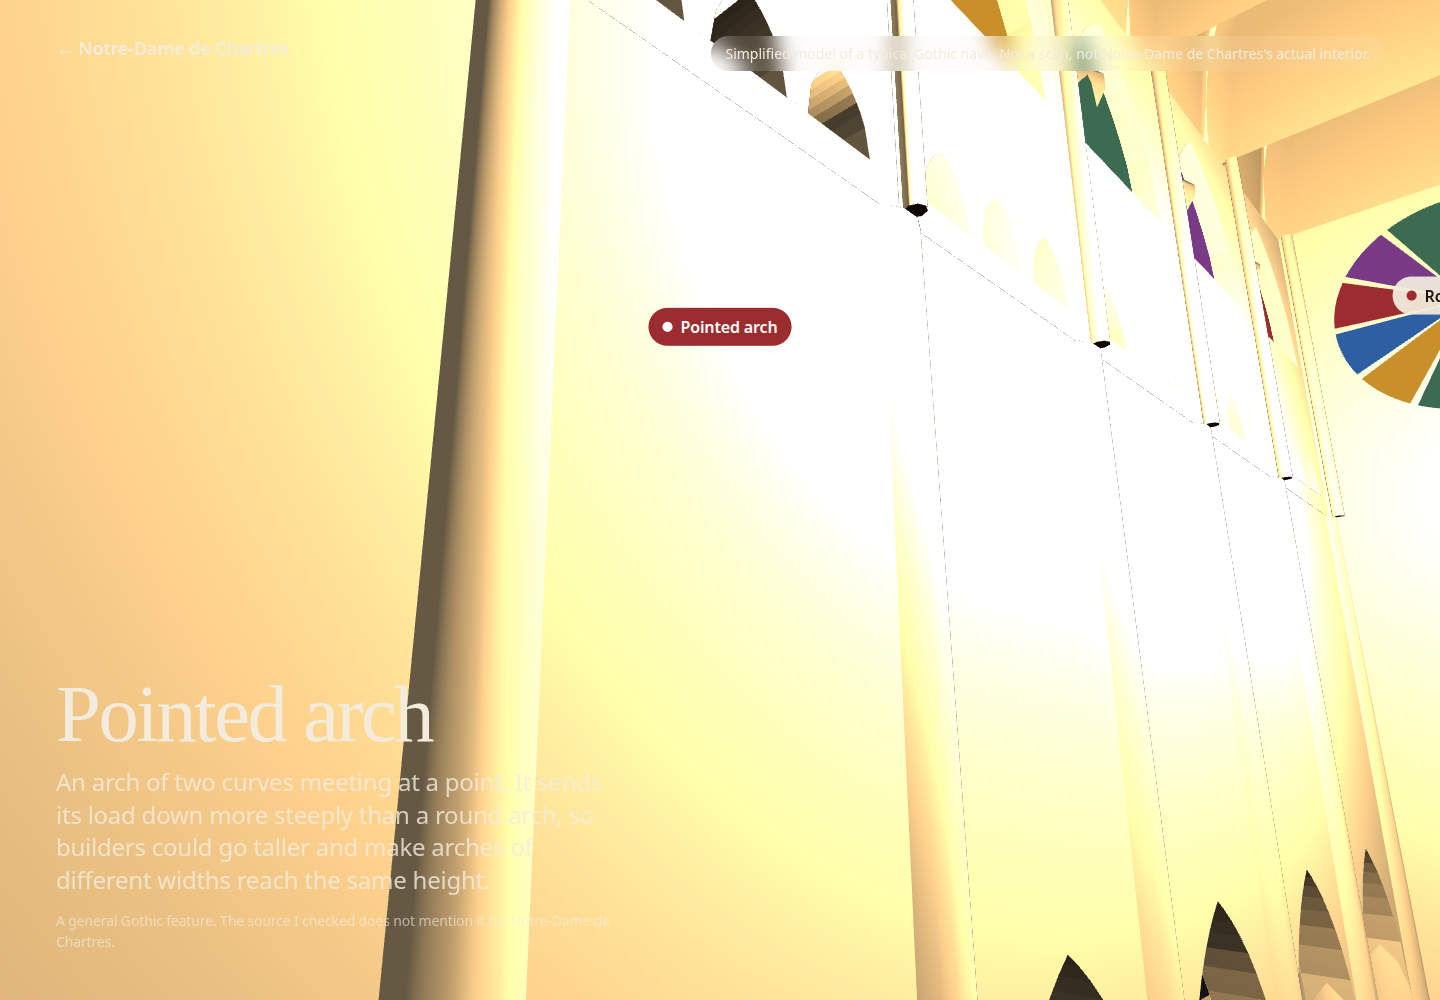 ← Notre-Dame de Chartres
Simplified model of a typical Gothic nave. Not a scan, not Notre-Dame de Chartres's actual interior.
Pointed arch
Pointed arch
An arch of two curves meeting at a point. It sends
its load down more steeply than a round arch, so
builders could go taller and make arches of
different widths reach the same height.
A general Gothic feature. The source I checked does not mention it for Notre-Dame de
Chartres.